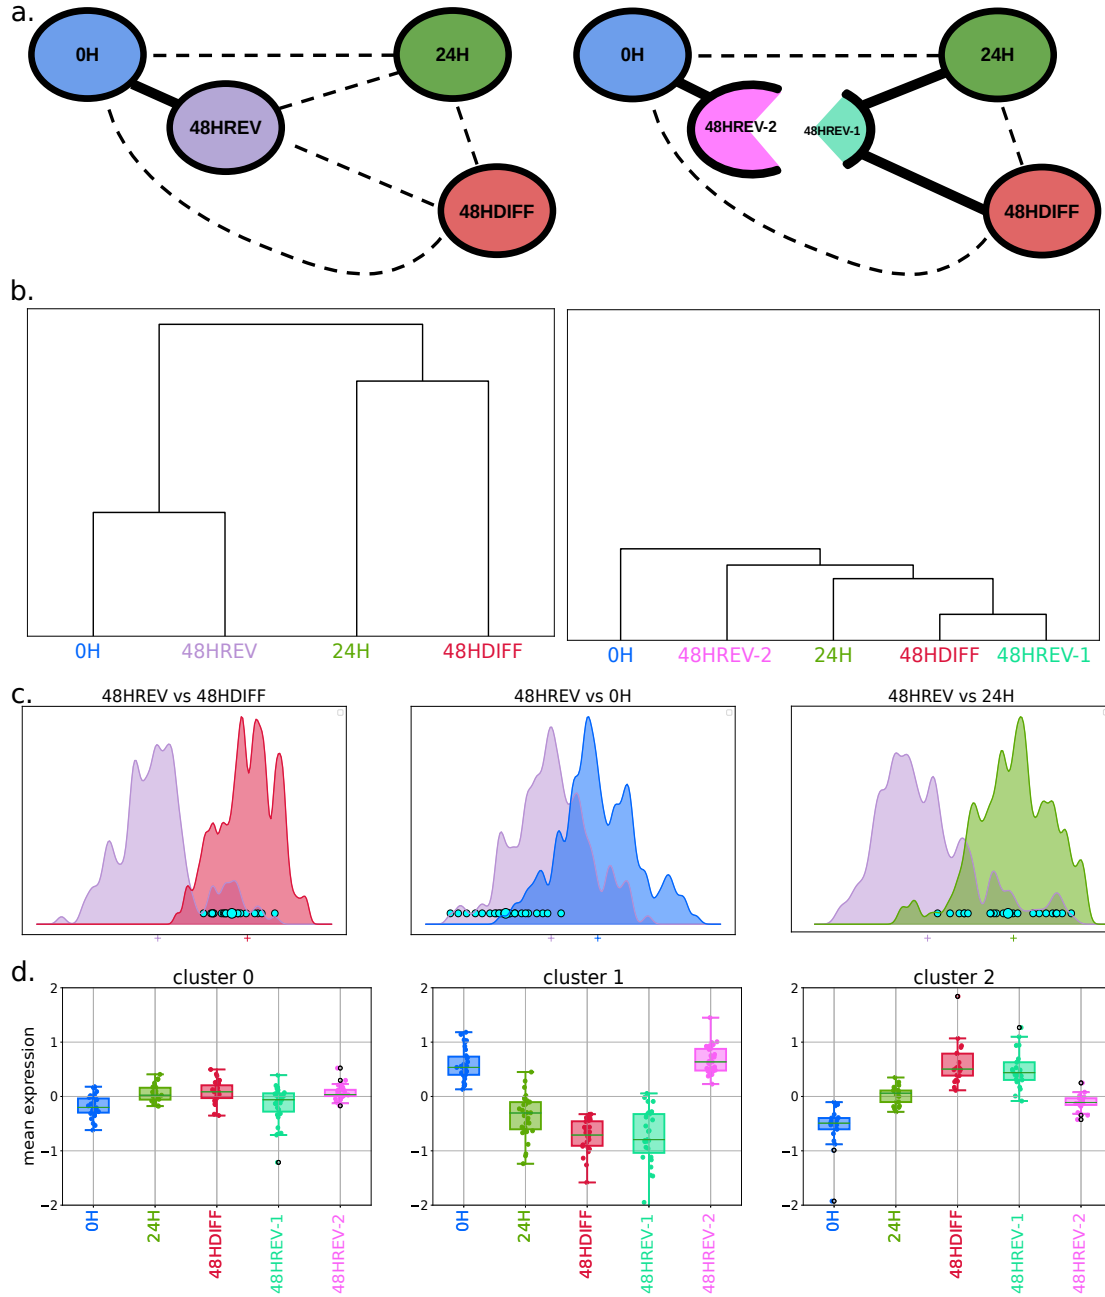 a.
0H
24H
48HREV
48HDIFF
0H
24H
48HREV-2
48HREV-1
48HDIFF
b.
0H
48HREV
24H
48HDIFF
0H
48HREV-2
24H
48HDIFF
48HREV-1
c.
48HREV vs 48HDIFF
48HREV vs 0H
48HREV vs 24H
d.
cluster 0
cluster 1
cluster 2
mean expression
2
1
0
−1
−2
0H
24H
48HDIFF
48HREV-1
48HREV-2
2
1
0
−1
−2
0H
24H
48HDIFF
48HREV-1
48HREV-2
2
1
0
−1
−2
0H
24H
48HDIFF
48HREV-1
48HREV-2